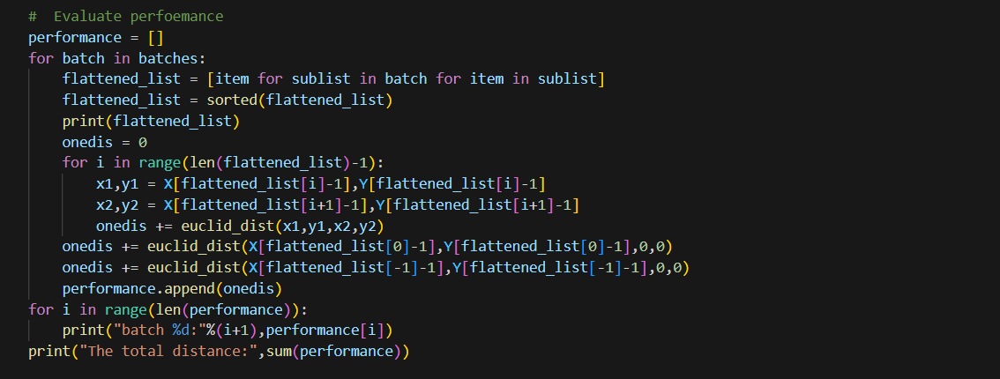 #  Evaluate perfoemance
performance = []
for batch in batches:
    flattened_list = [item for sublist in batch for item in sublist]
    flattened_list = sorted(flattened_list)
    print(flattened_list)
    onedis = 0
    for i in range(len(flattened_list)-1):
        x1,y1 = X[flattened_list[i]-1],Y[flattened_list[i]-1]
        x2,y2 = X[flattened_list[i+1]-1],Y[flattened_list[i+1]-1]
        onedis += euclid_dist(x1,y1,x2,y2)
    onedis += euclid_dist(X[flattened_list[0]-1],Y[flattened_list[0]-1],0,0)
    onedis += euclid_dist(X[flattened_list[-1]-1],Y[flattened_list[-1]-1],0,0)
    performance.append(onedis)
for i in range(len(performance)):
    print("batch %d:"%(i+1),performance[i])
print("The total distance:",sum(performance))